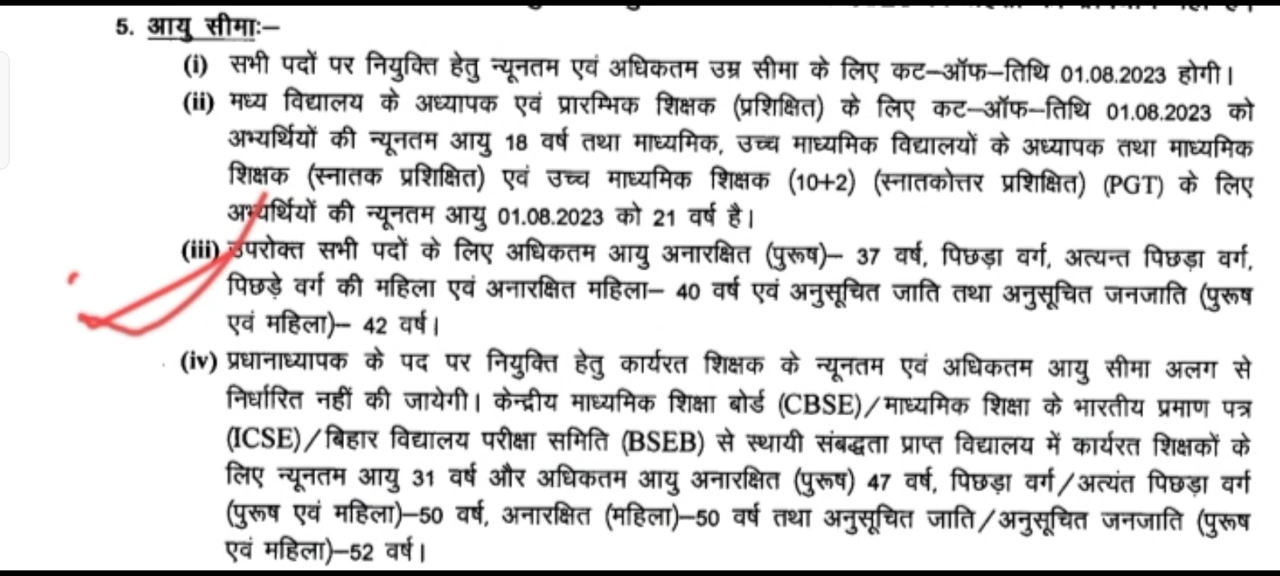 5. आयु सीमाः–
(i) सभी पदों पर नियुक्ति हेतु न्यूनतम एवं अधिकतम उम्र सीमा के लिए कट–ऑफ–तिथि 01.08.2023 होगी।
(ii) मध्य विद्यालय के अध्यापक एवं प्रारम्भिक शिक्षक (प्रशिक्षित) के लिए कट–ऑफ–तिथि 01.08.2023 को
अभ्यर्थियों की न्यूनतम आयु 18 वर्ष तथा माध्यमिक, उच्च माध्यमिक विद्यालयों के अध्यापक तथा माध्यमिक
शिक्षक (स्नातक प्रशिक्षित) एवं उच्च माध्यमिक शिक्षक (10+2) (स्नातकोत्तर प्रशिक्षित) (PGT) के लिए
अभ्यर्थियों की न्यूनतम आयु 01.08.2023 को 21 वर्ष है।
(iii) उपरोक्त सभी पदों के लिए अधिकतम आयु अनारक्षित (पुरूष)– 37 वर्ष, पिछड़ा वर्ग, अत्यन्त पिछड़ा वर्ग,
पिछड़े वर्ग की महिला एवं अनारक्षित महिला– 40 वर्ष एवं अनुसूचित जाति तथा अनुसूचित जनजाति (पुरूष
एवं महिला)– 42 वर्ष।
(iv) प्रधानाध्यापक के पद पर नियुक्ति हेतु कार्यरत शिक्षक के न्यूनतम एवं अधिकतम आयु सीमा अलग से
निर्धारित नहीं की जायेगी। केन्द्रीय माध्यमिक शिक्षा बोर्ड (CBSE)/माध्यमिक शिक्षा के भारतीय प्रमाण पत्र
(ICSE)/बिहार विद्यालय परीक्षा समिति (BSEB) से स्थायी संबद्धता प्राप्त विद्यालय में कार्यरत शिक्षकों के
लिए न्यूनतम आयु 31 वर्ष और अधिकतम आयु अनारक्षित (पुरूष) 47 वर्ष, पिछड़ा वर्ग/अत्यंत पिछड़ा वर्ग
(पुरूष एवं महिला)–50 वर्ष, अनारक्षित (महिला)–50 वर्ष तथा अनुसूचित जाति/अनुसूचित जनजाति (पुरूष
एवं महिला)–52 वर्ष।